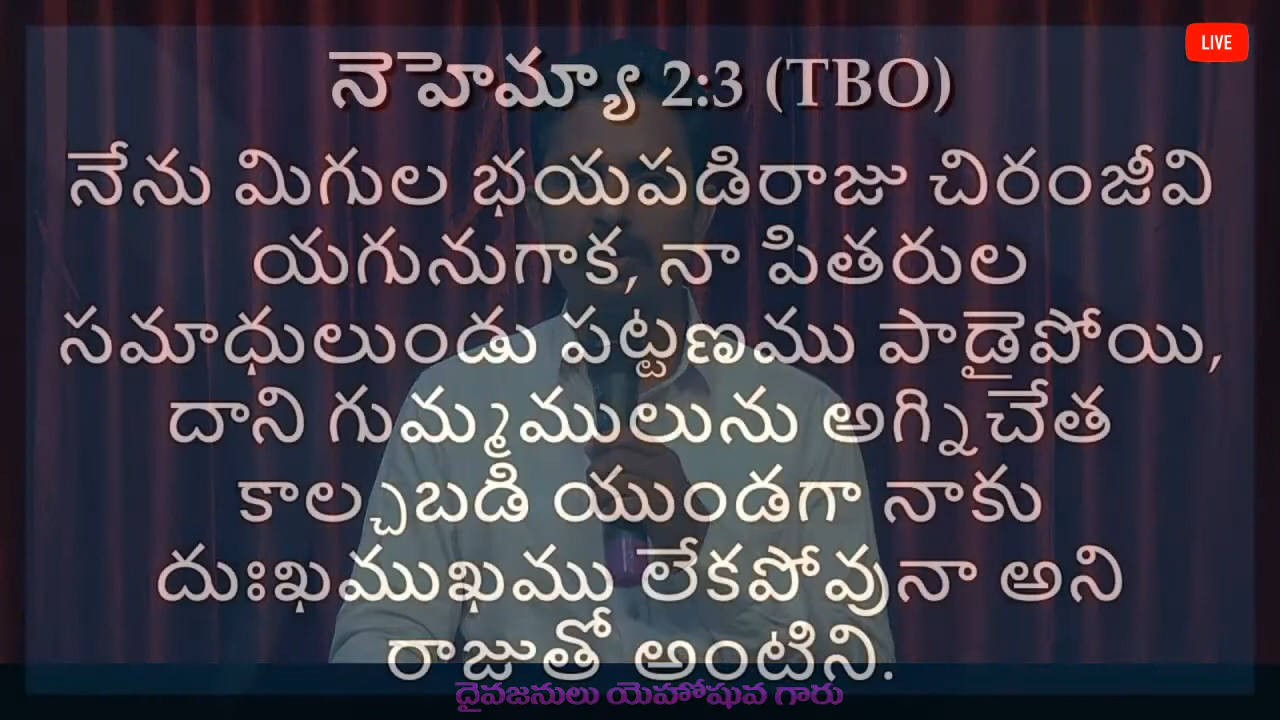 LIVE
నెహెమ్యా 2:3 (TBO)
నేను మిగుల భయపడిరాజు చిరంజీవి
యగునుగాక, నా పితరుల
సమాధులుండు పట్టణము పాడైపోయి,
దాని గుమ్మములును అగ్నిచేత
కాల్చబడి యుండగా నాకు
దుఃఖముఖము లేకపోవునా అని
రాజుతో అంటిని.
దైవజనులు యెహోషువ గారు